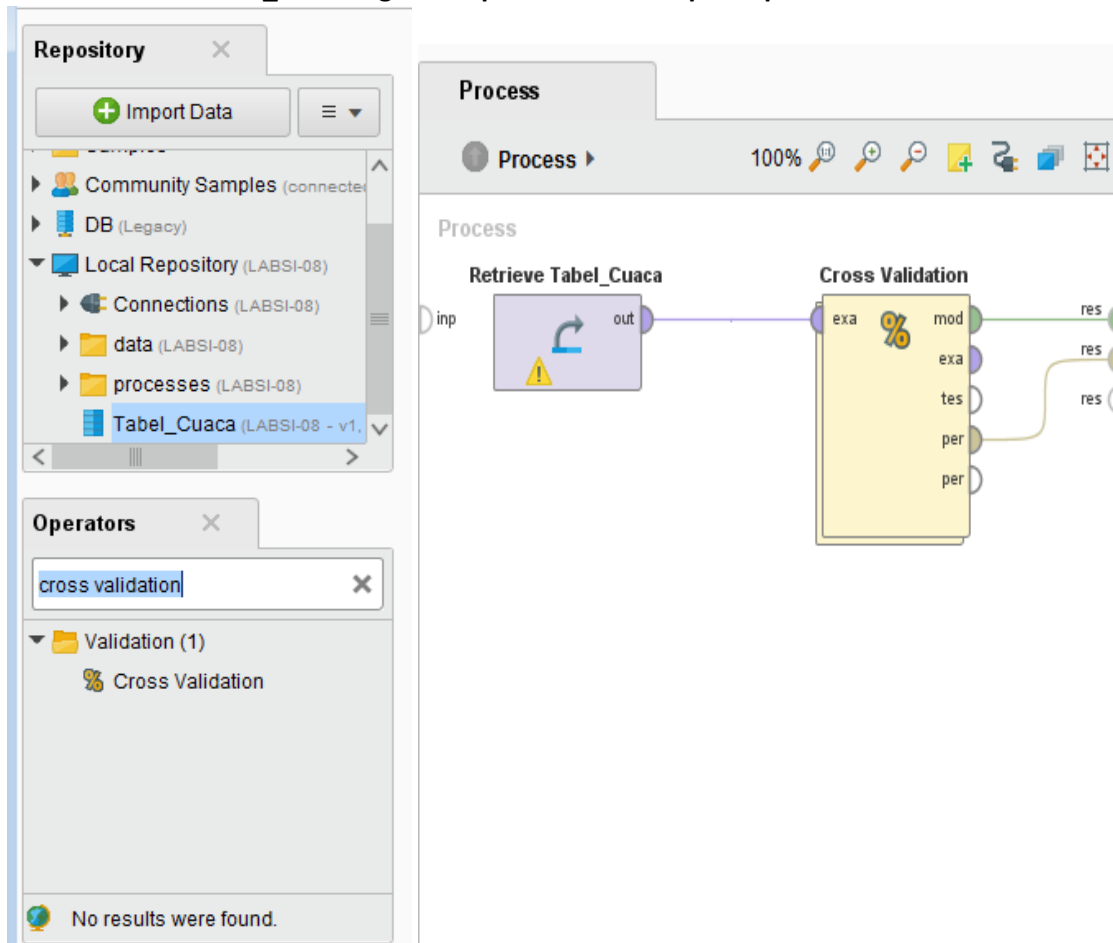 Repository
Import Data
Community Samples (connected
DB (Legacy)
Local Repository (LABSI-08)
Connections (LABSI-08)
data (LABSI-08)
processes (LABSI-08)
Tabel_Cuaca (LABSI-08 - v1,
Operators
cross validation
Validation (1)
Cross Validation
No results were found.
Process
Process
100%
Process
Retrieve Tabel_Cuaca
Cross Validation
inp
out
exa
mod
exa
tes
per
per
res
res
res